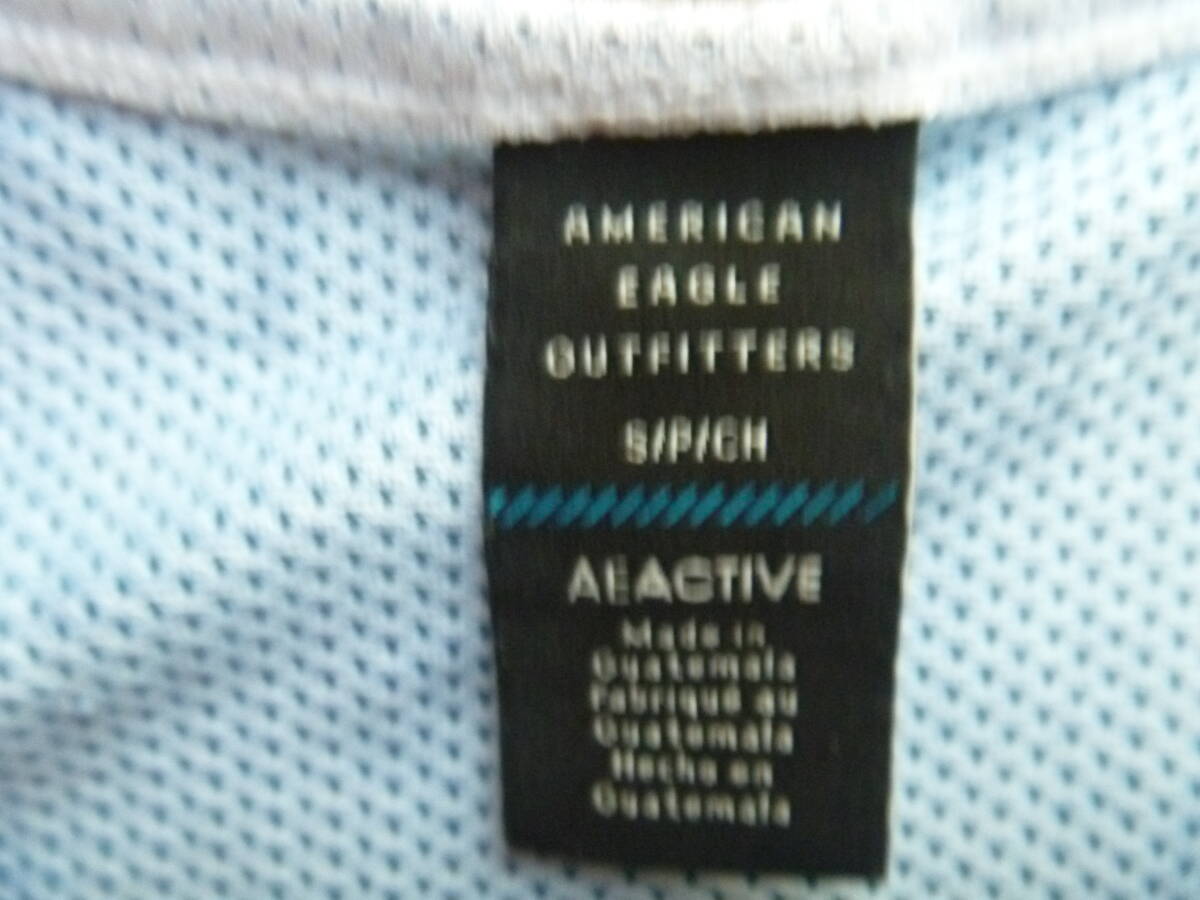 AMERICAN
EAGLE
OUTFITTERS
S/P/CH
AEACTIVE
Made in
Guatemala
Fabriqué au
Guatemala
Hecho en
Guatemala